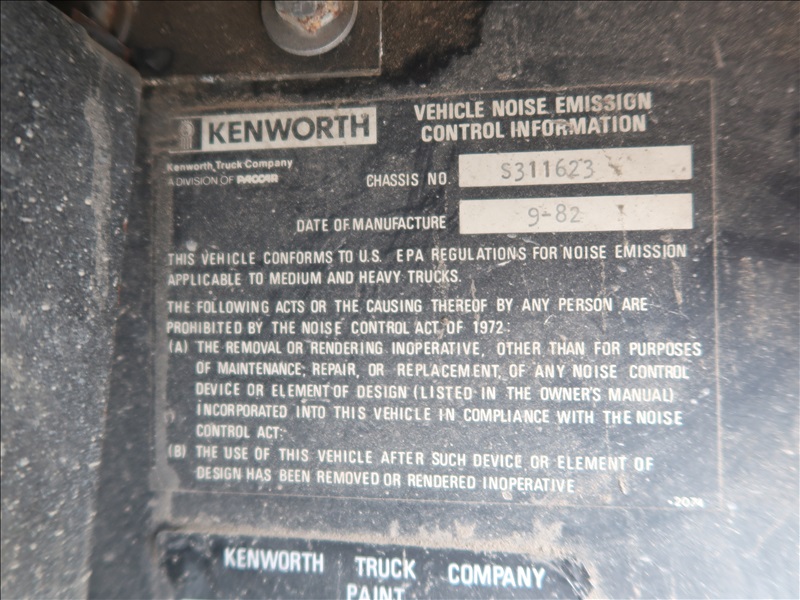 KENWORTH
VEHICLE NOISE EMISSION
CONTROL INFORMATION
Kenworth Truck Company
A DIVISION OF PACCAR
CHASSIS NO. S311623
DATE OF MANUFACTURE 9-82
THIS VEHICLE CONFORMS TO U.S. EPA REGULATIONS FOR NOISE EMISSION
APPLICABLE TO MEDIUM AND HEAVY TRUCKS.
THE FOLLOWING ACTS OR THE CAUSING THEREOF BY ANY PERSON ARE
PROHIBITED BY THE NOISE CONTROL ACT OF 1972:
(A) THE REMOVAL OR RENDERING INOPERATIVE, OTHER THAN FOR PURPOSES
OF MAINTENANCE, REPAIR, OR REPLACEMENT, OF ANY NOISE CONTROL
DEVICE OR ELEMENT OF DESIGN (LISTED IN THE OWNER'S MANUAL)
INCORPORATED INTO THIS VEHICLE IN COMPLIANCE WITH THE NOISE
CONTROL ACT.
(B) THE USE OF THIS VEHICLE AFTER SUCH DEVICE OR ELEMENT OF
DESIGN HAS BEEN REMOVED OR RENDERED INOPERATIVE
KENWORTH TRUCK COMPANY
PAINT